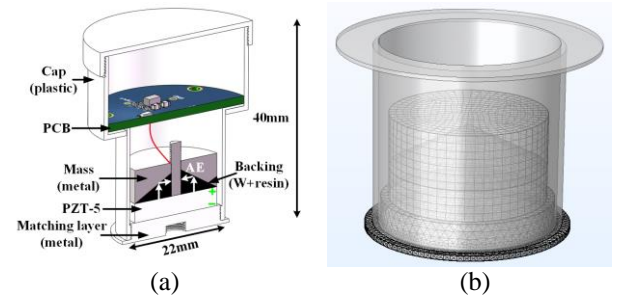 Cap
(plastic)
PCB
40mm
Mass
(metal)
AE
Backing
(W+resin)
+
PZT-5
-
Matching layer
(metal)
22mm
(a)
(b)